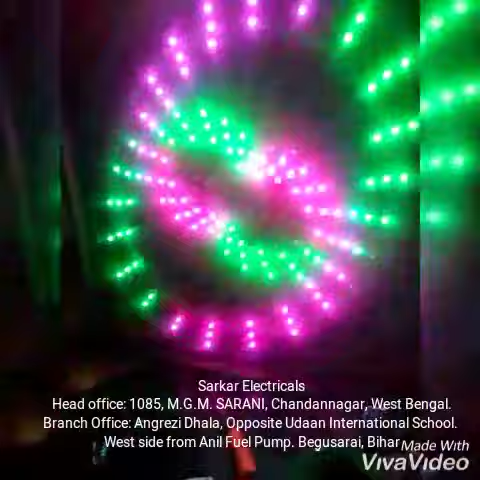 Sarkar Electricals
Head office: 1085, M.G.M. SARANI, Chandannagar, West Bengal.
Branch Office: Angrezi Dhala, Opposite Udaan International School.
West side from Anil Fuel Pump. Begusarai, Bihar
Made With
VivaVideo